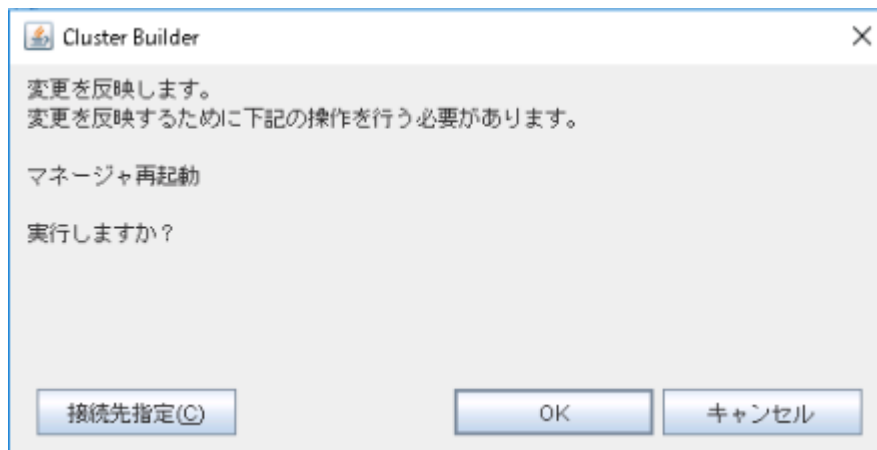 Cluster Builder
変更を反映します。
変更を反映するために下記の操作を行う必要があります。
マネージャ再起動
実行しますか？
接続先指定(C)
OK
キャンセル